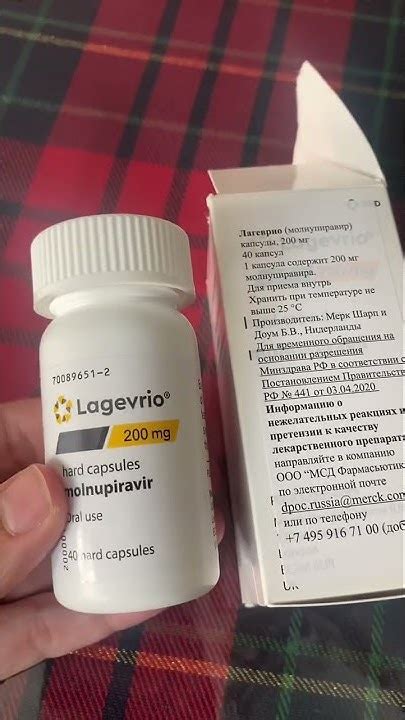 70089651-2
Lagevrio®
200 mg
hard capsules
molnupiravir
Oral use
40 hard capsules
Лагеврио (молнупиравир)
капсулы, 200 мг
40 капсул
1 капсула содержит 200 мг
молнупиравира.
Для приема внутрь
Хранить при температуре не
выше 25 °C
Производитель: Мерк Шарп и
Доум Б.В., Нидерланды
Для временного обращения на
основании разрешения
Минздрава РФ в соответствии с
Постановлением Правительств
РФ № 441 от 03.04.2020
Информацию о
нежелательных реакциях и
претензии к качеству
лекарственного препарат
направляйте в компанию
ООО “МСД Фармасьютик
по электронной почте
dpoc.russia@merck.com
или по телефону
+7 495 916 71 00 (доб